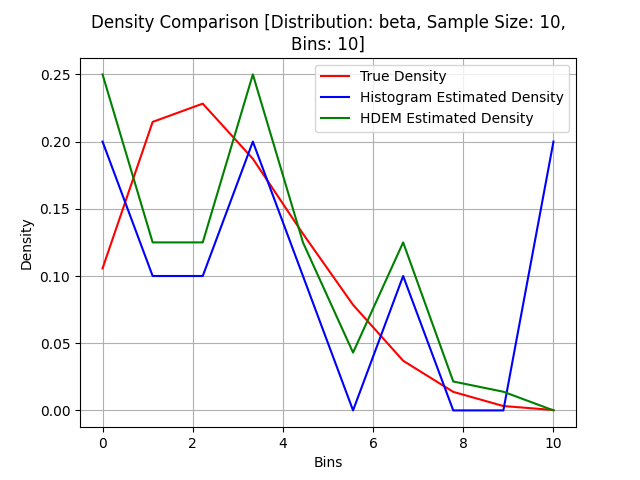 Density Comparison [Distribution: beta, Sample Size: 10,
Bins: 10]
True Density
Histogram Estimated Density
HDEM Estimated Density
Density
0.25
0.20
0.15
0.10
0.05
0.00
0 2 4 6 8 10
Bins